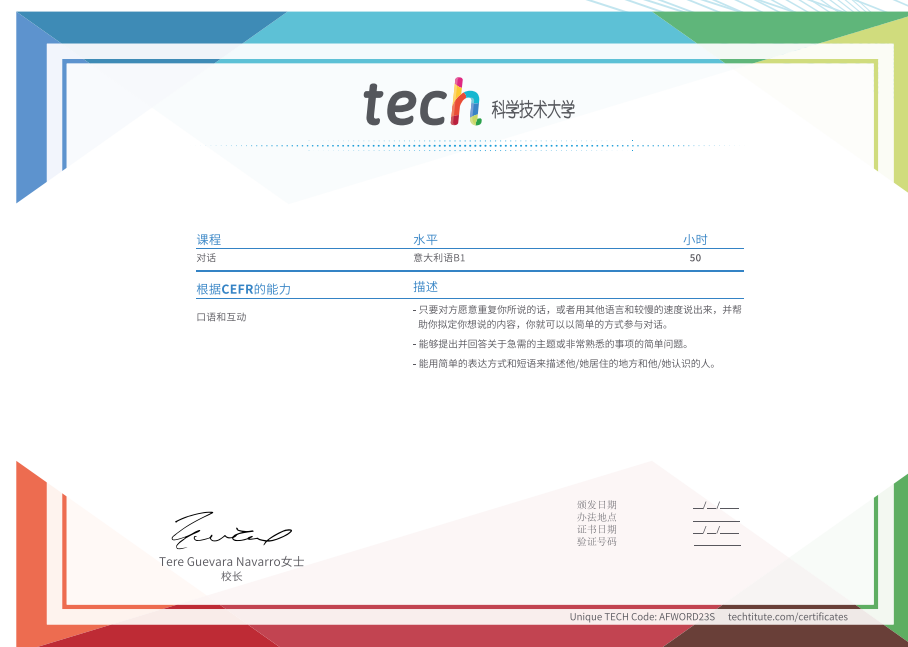 tech 科学技术大学
课程 水平 小时
对话 意大利语B1 50
根据CEFR的能力 描述
口语和互动
- 只要对方愿意重复你所说的话，或者用其他语言和较慢的速度说出来，并帮
助你拟定你想说的内容，你就可以以简单的方式参与对话。
- 能够提出并回答关于急需的主题或非常熟悉的事项的简单问题。
- 能用简单的表达方式和短语来描述他/她居住的地方和他/她认识的人。
Tere Guevara Navarro女士
校长
颁发日期 __/__/____
办法地点 ________
证书日期 __/__/____
验证号码 ________
Unique TECH Code: AFWORD23S techtitute.com/certificates